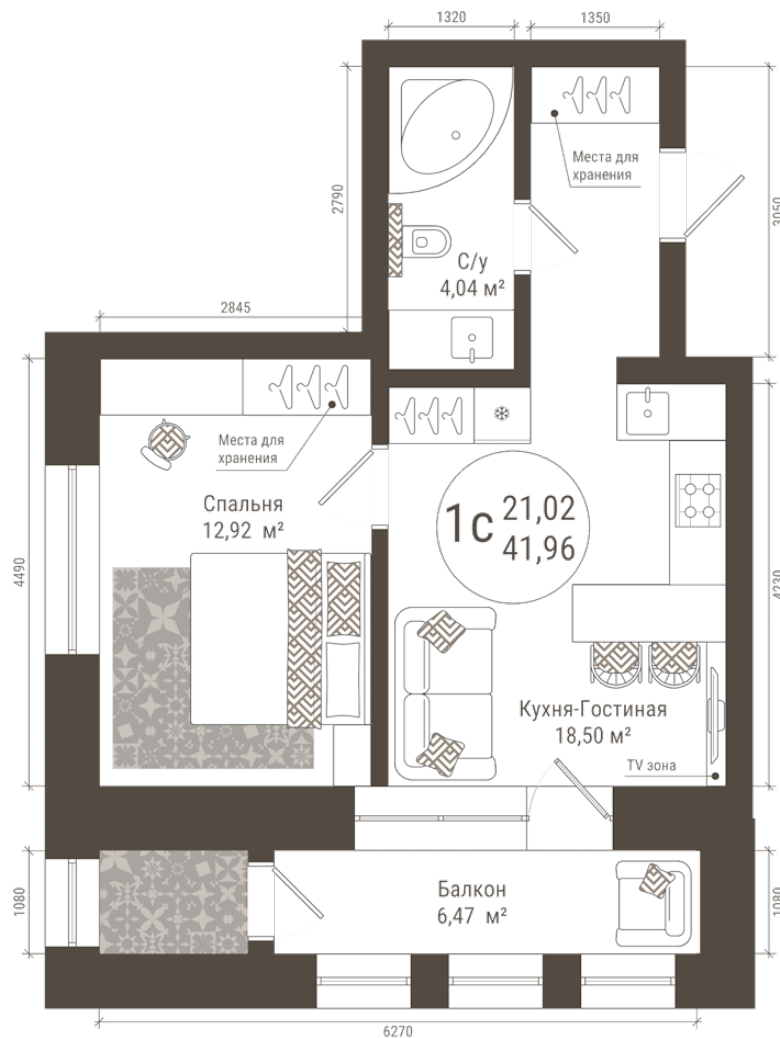 1320
1350
Места для
хранения
2790
3050
С/у
4,04 м²
2845
Места для
хранения
Спальня
12,92 м²
1с
21,02
41,96
4490
4230
Кухня-Гостиная
18,50 м²
TV зона
Балкон
6,47 м²
1080
1080
6270